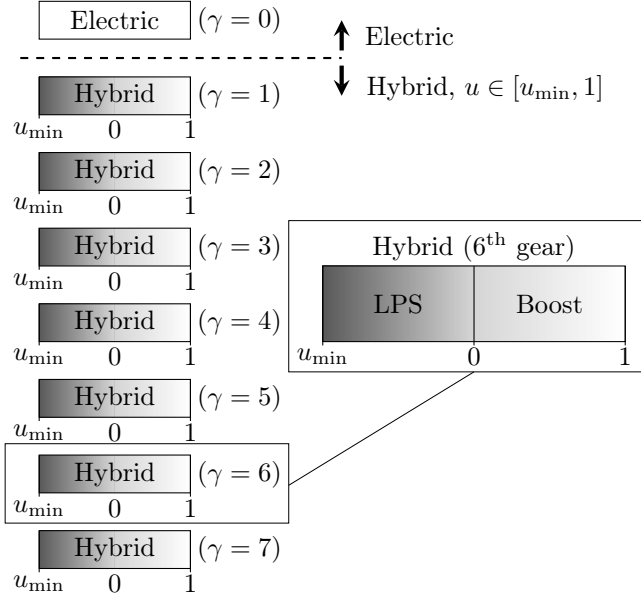 Electric (γ = 0)
Electric
Hybrid, u ∈ [u_min, 1]
Hybrid (γ = 1)
u_min 0 1
Hybrid (γ = 2)
u_min 0 1
Hybrid (γ = 3)
u_min 0 1
Hybrid (γ = 4)
u_min 0 1
Hybrid (γ = 5)
u_min 0 1
Hybrid (γ = 6)
u_min 0 1
Hybrid (γ = 7)
u_min 0 1
Hybrid (6th gear)
LPS Boost
u_min 0 1